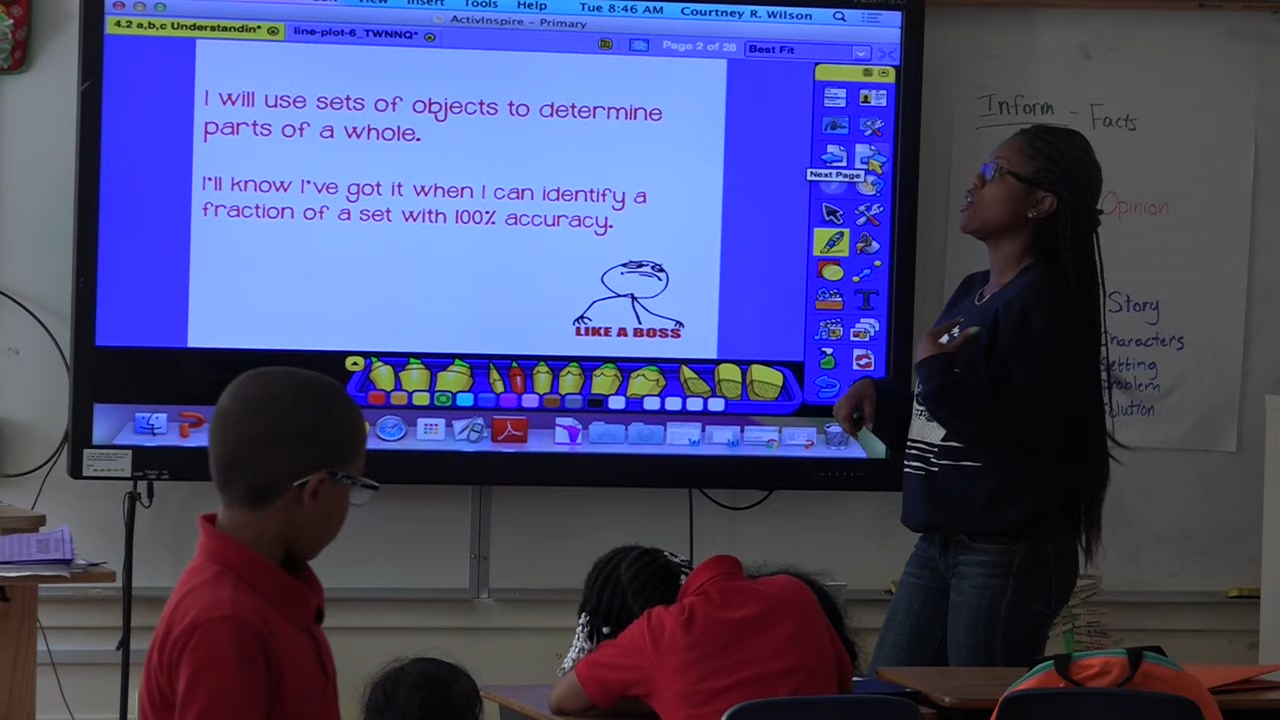 View Insert Tools Help Tue 8:46 AM Courtney R. Wilson
ActivInspire – Primary
4.2 a,b,c Understandin* line-plot-6_TWNNQ*
Page 2 of 28 Best Fit
I will use sets of objects to determine
parts of a whole.
I'll know I've got it when I can identify a
fraction of a set with 100% accuracy.
LIKE A BOSS
Next Page
Inform - Facts
Opinion
Story
Characters
Setting
Problem
Solution